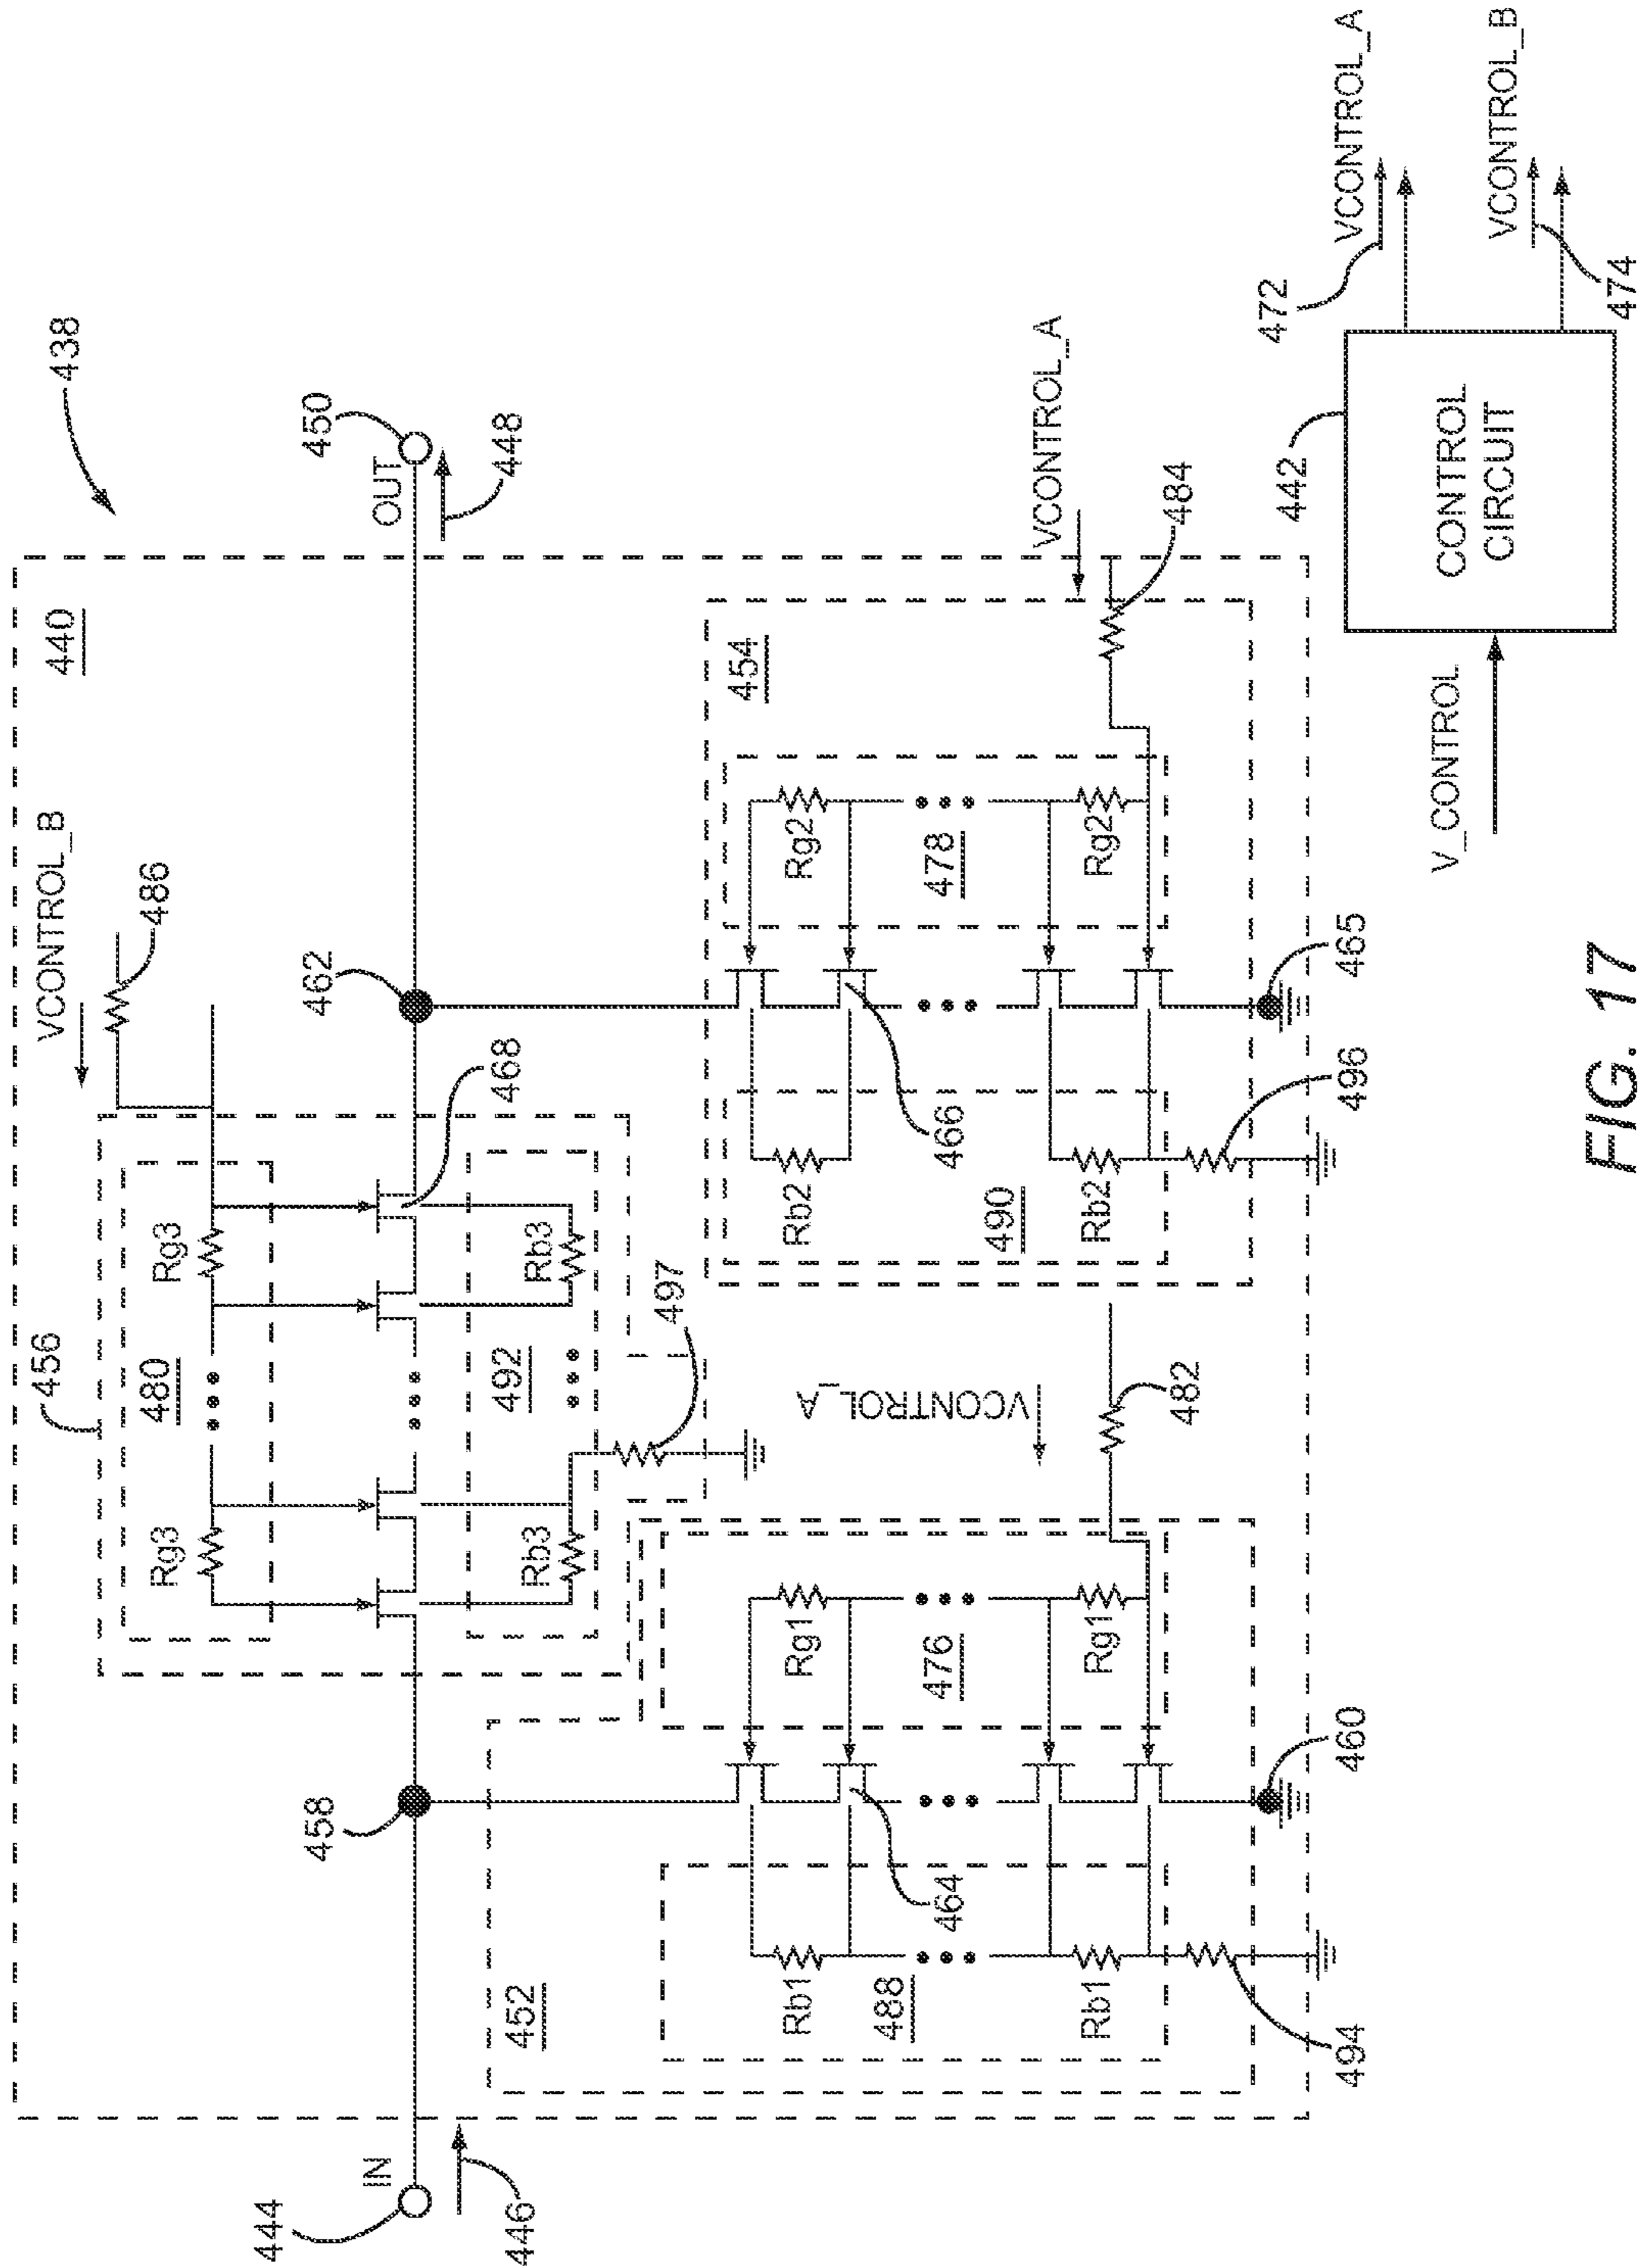 438
440
VCONTROL_B
486
456
480
Rg3
Rg3
468
462
450
OUT
448
444
IN
446
458
492
Rb3
Rb3
497
452
Rb1
488
Rb1
464
Rg1
476
Rg1
VCONTROL_A
482
494
460
454
Rb2
490
Rb2
466
Rg2
478
Rg2
VCONTROL_A
484
496
465
V_CONTROL
442
CONTROL
CIRCUIT
472
VCONTROL_A
VCONTROL_B
474
FIG. 17